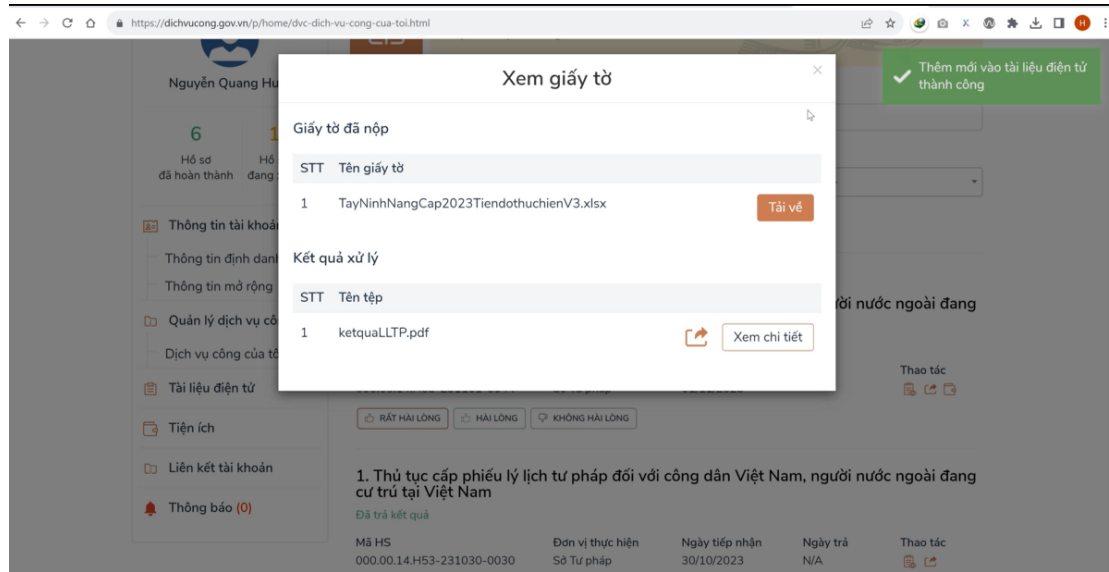 https://dichvucong.gov.vn/p/home/dvc-dich-vu-cong-cua-toi.html
Nguyễn Quang Hu
Xem giấy tờ
Thêm mới vào tài liệu điện tử
thành công
6
1
Hồ sơ
Hồ
đã hoàn thành
đang
Giấy tờ đã nộp
STT Tên giấy tờ
1 TayNinhNangCap2023TiendothuchienV3.xlsx
Tải về
Thông tin tài khoả
Thông tin định danh
Thông tin mở rộng
Kết quả xử lý
STT Tên tệp
1 ketquaLLTP.pdf
Xem chi tiết
ười nước ngoài đang
Quản lý dịch vụ cô
Dịch vụ công của tô
Thao tác
Tài liệu điện tử
RẤT HÀI LÒNG
HÀI LÒNG
KHÔNG HÀI LÒNG
Tiện ích
Liên kết tài khoản
Thông báo (0)
1. Thủ tục cấp phiếu lý lịch tư pháp đối với công dân Việt Nam, người nước ngoài đang
cư trú tại Việt Nam
Đã trả kết quả
Mã HS Đơn vị thực hiện Ngày tiếp nhận Ngày trả Thao tác
000.00.14.H53-231030-0030 Sở Tư pháp 30/10/2023 N/A